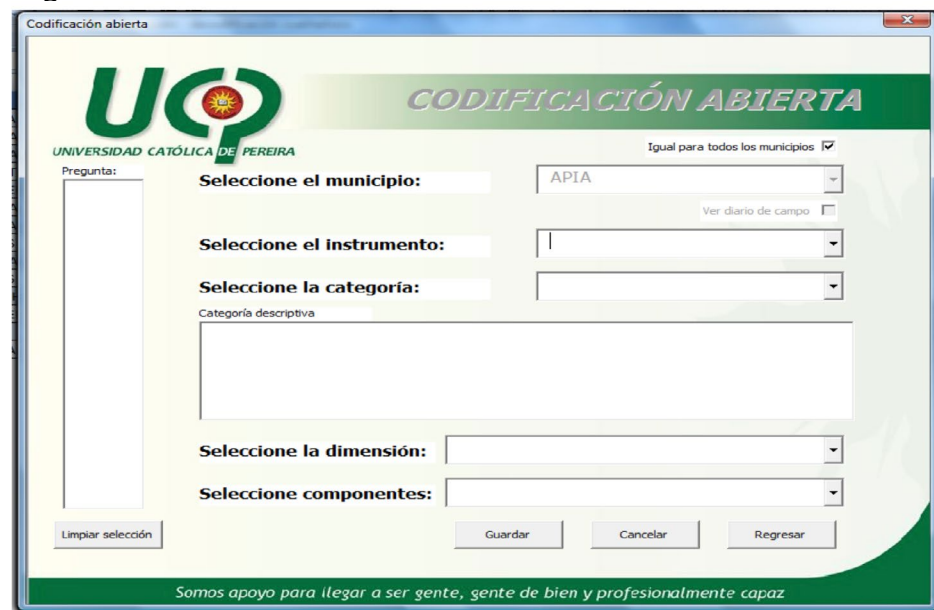 Codificación abierta
UCP
UNIVERSIDAD CATÓLICA DE PEREIRA
CODIFICACIÓN ABIERTA
Igual para todos los municipios
Pregunta:
Seleccione el municipio:
APIA
Ver diario de campo
Seleccione el instrumento:
Seleccione la categoría:
Categoría descriptiva
Seleccione la dimensión:
Seleccione componentes:
Limpiar selección
Guardar
Cancelar
Regresar
Somos apoyo para llegar a ser gente, gente de bien y profesionalmente capaz